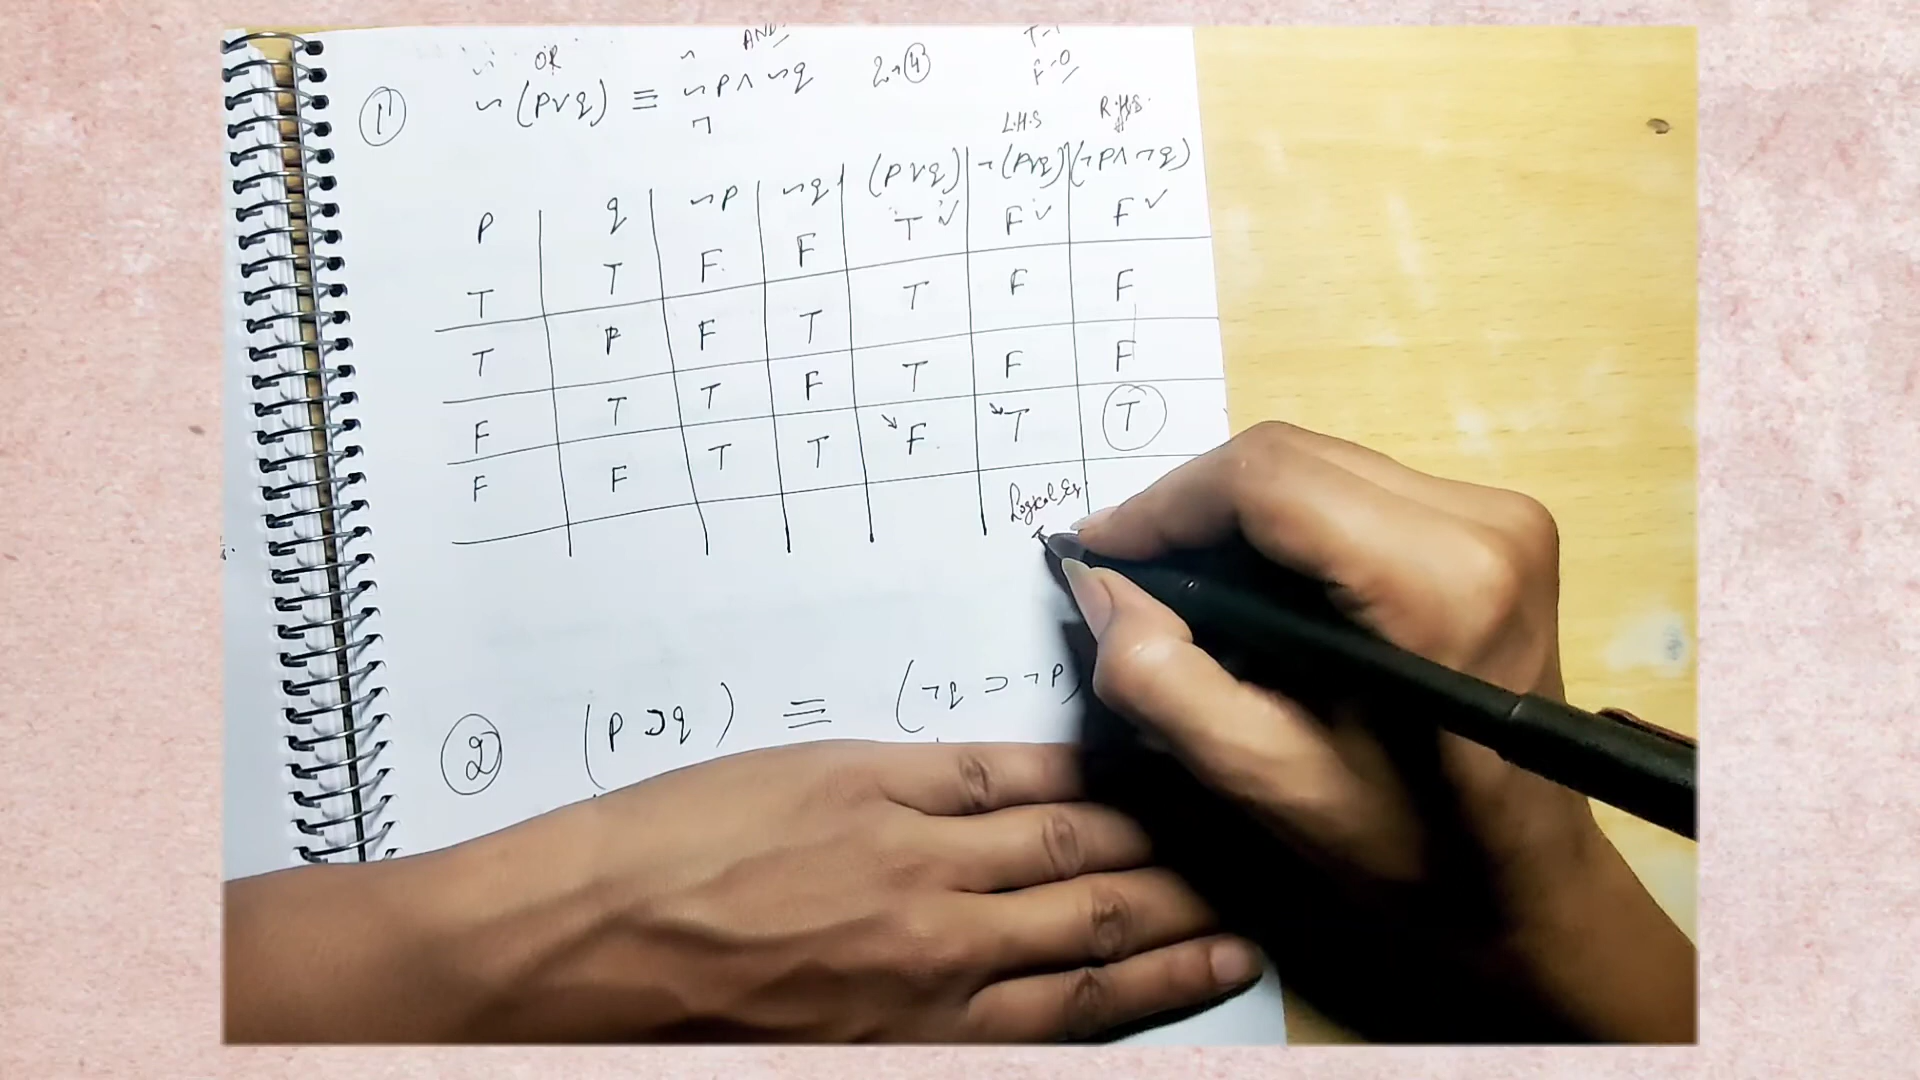 OR AND T-1
① ~(p∨q) ≡ ~p∧~q 2→④ F-0
¬
L.H.S R.H.S.
p q ~p ~q (p∨q) ¬(p∨q) (¬p∧¬q)
T T F F T ✓ F ✓ F ✓
T F F T T F F
F T T F T F F
F F T T F T T
Logical Eq.
② (p⊃q) ≡ (¬q⊃¬p)